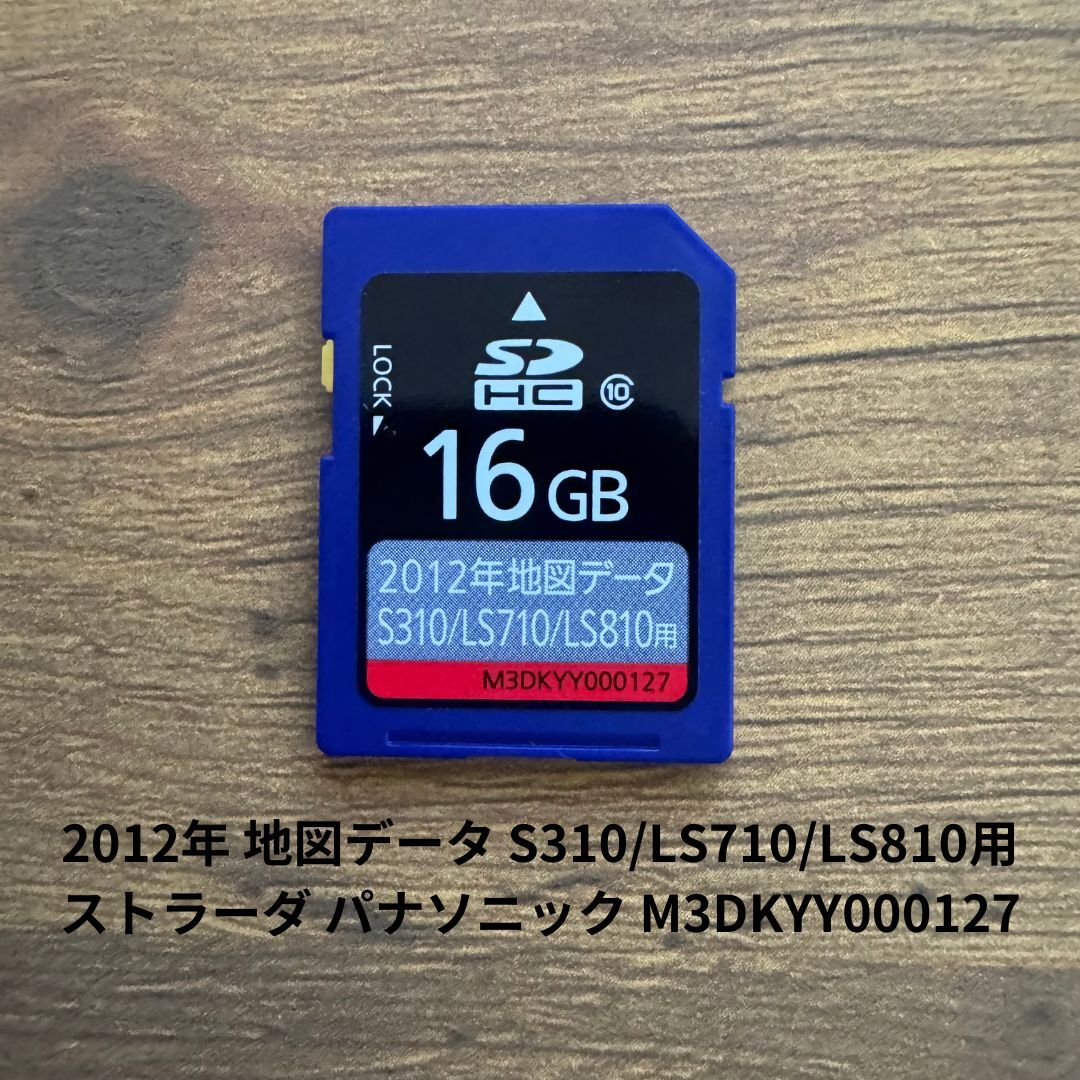 SD
HC 10
LOCK
16GB
2012年地図データ
S310/LS710/LS810用
M3DKYY000127
2012年 地図データ S310/LS710/LS810用
ストラーダ パナソニック M3DKYY000127